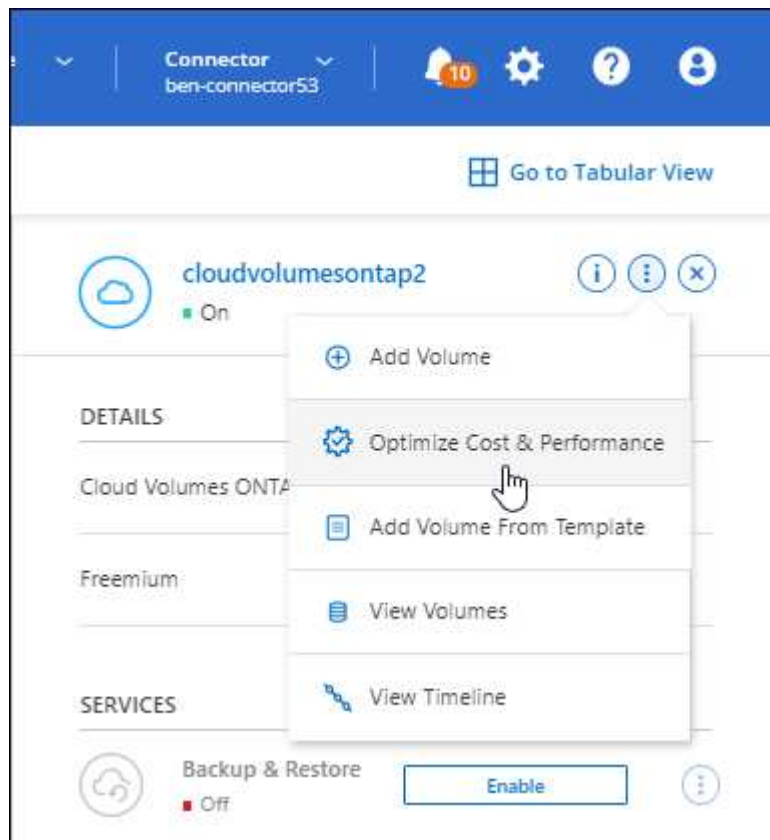 Connector
ben-connector53
10
Go to Tabular View
cloudvolumesontap2
On
Add Volume
DETAILS
Optimize Cost & Performance
Cloud Volumes ONTA
Add Volume From Template
Freemium
View Volumes
View Timeline
SERVICES
Backup & Restore
Enable
Off